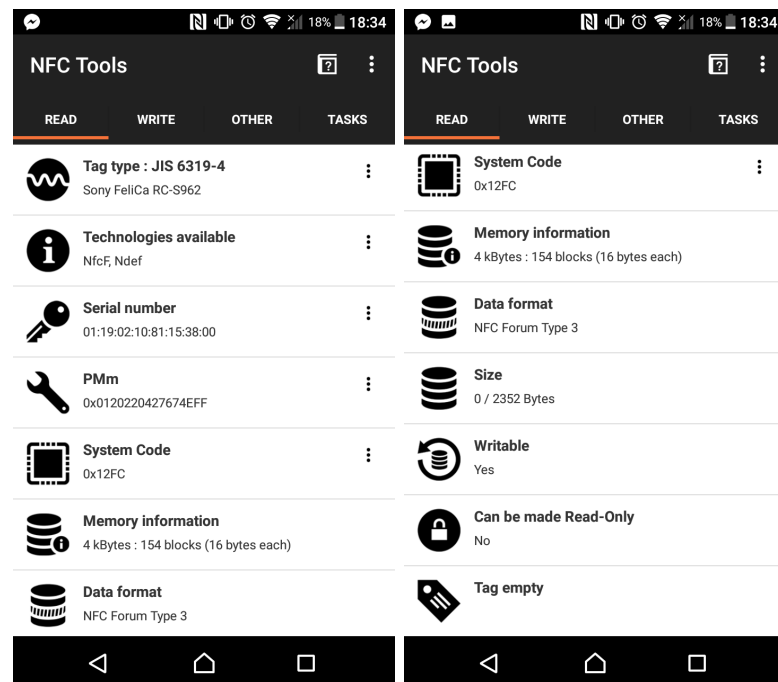 18% 18:34
NFC Tools
READ WRITE OTHER TASKS
Tag type : JIS 6319-4
Sony FeliCa RC-S962
Technologies available
NfcF, Ndef
Serial number
01:19:02:10:81:15:38:00
PMm
0x0120220427674EFF
System Code
0x12FC
Memory information
4 kBytes : 154 blocks (16 bytes each)
Data format
NFC Forum Type 3
18% 18:34
NFC Tools
READ WRITE OTHER TASKS
System Code
0x12FC
Memory information
4 kBytes : 154 blocks (16 bytes each)
Data format
NFC Forum Type 3
Size
0 / 2352 Bytes
Writable
Yes
Can be made Read-Only
No
Tag empty